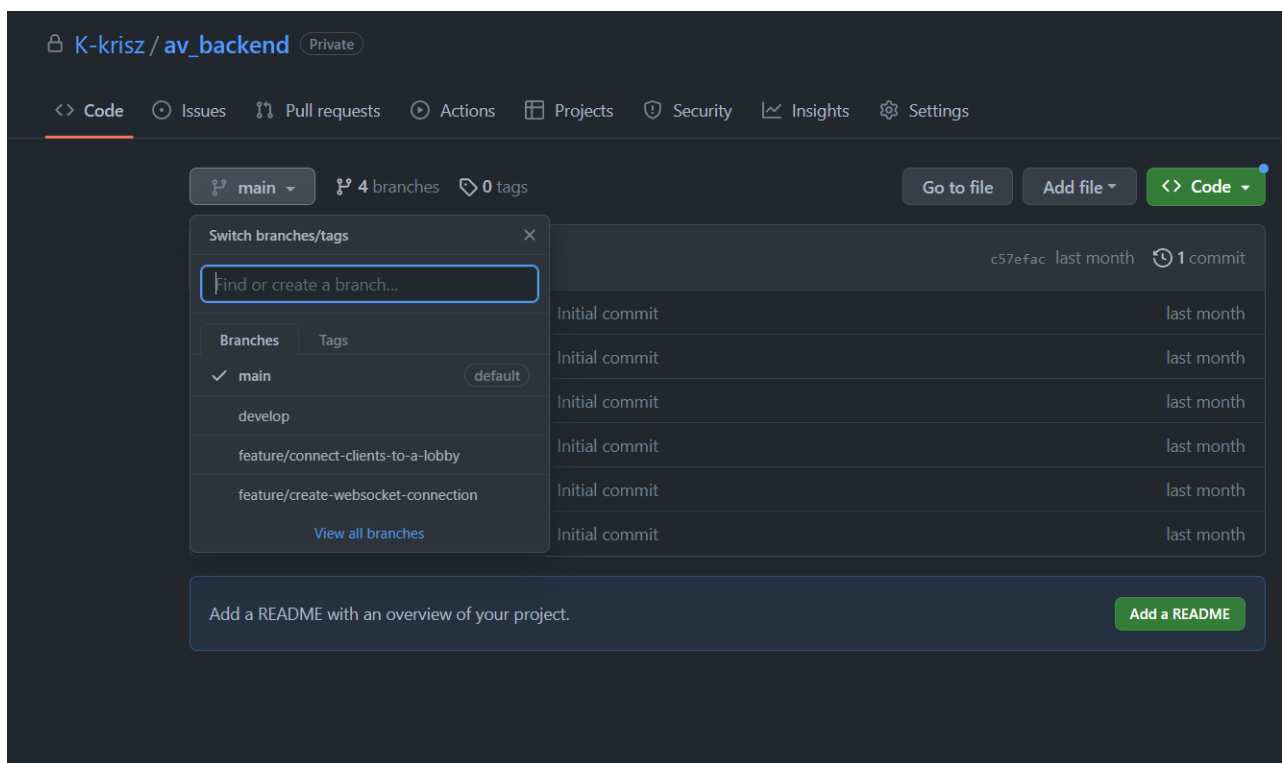 K-krisz / av_backend Private
Code Issues Pull requests Actions Projects Security Insights Settings
main 4 branches 0 tags Go to file Add file Code
Switch branches/tags
Find or create a branch...
Branches Tags
main default
develop
feature/connect-clients-to-a-lobby
feature/create-websocket-connection
View all branches
c57efac last month 1 commit
Initial commit last month
Initial commit last month
Initial commit last month
Initial commit last month
Initial commit last month
Initial commit last month
Add a README with an overview of your project. Add a README